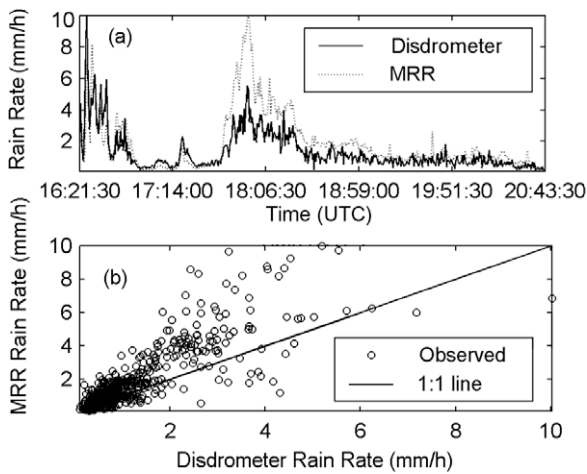 (a)
Disdrometer
MRR
Rain Rate (mm/h)
10
8
6
4
2
16:21:30 17:14:00 18:06:30 18:59:00 19:51:30 20:43:30
Time (UTC)
(b)
Observed
1:1 line
MRR Rain Rate (mm/h)
10
8
6
4
2
2 4 6 8 10
Disdrometer Rain Rate (mm/h)